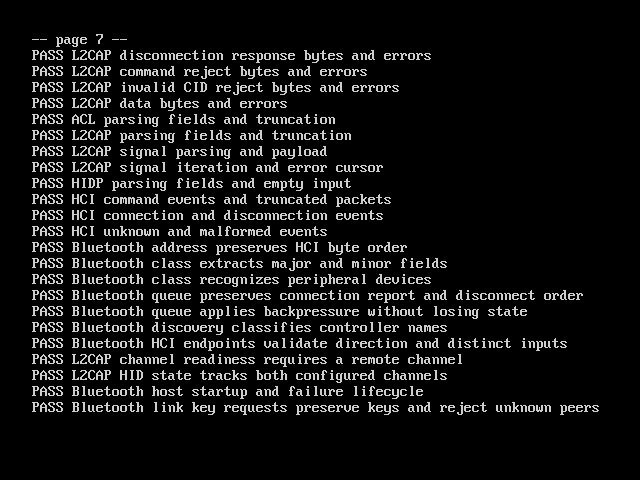 -- page 7 --
PASS L2CAP disconnection response bytes and errors
PASS L2CAP command reject bytes and errors
PASS L2CAP invalid CID reject bytes and errors
PASS L2CAP data bytes and errors
PASS ACL parsing fields and truncation
PASS L2CAP parsing fields and truncation
PASS L2CAP signal parsing and payload
PASS L2CAP signal iteration and error cursor
PASS HIDP parsing fields and empty input
PASS HCI command events and truncated packets
PASS HCI connection and disconnection events
PASS HCI unknown and malformed events
PASS Bluetooth address preserves HCI byte order
PASS Bluetooth class extracts major and minor fields
PASS Bluetooth class recognizes peripheral devices
PASS Bluetooth queue preserves connection report and disconnect order
PASS Bluetooth queue applies backpressure without losing state
PASS Bluetooth discovery classifies controller names
PASS Bluetooth HCI endpoints validate direction and distinct inputs
PASS L2CAP channel readiness requires a remote channel
PASS L2CAP HID state tracks both configured channels
PASS Bluetooth host startup and failure lifecycle
PASS Bluetooth link key requests preserve keys and reject unknown peers